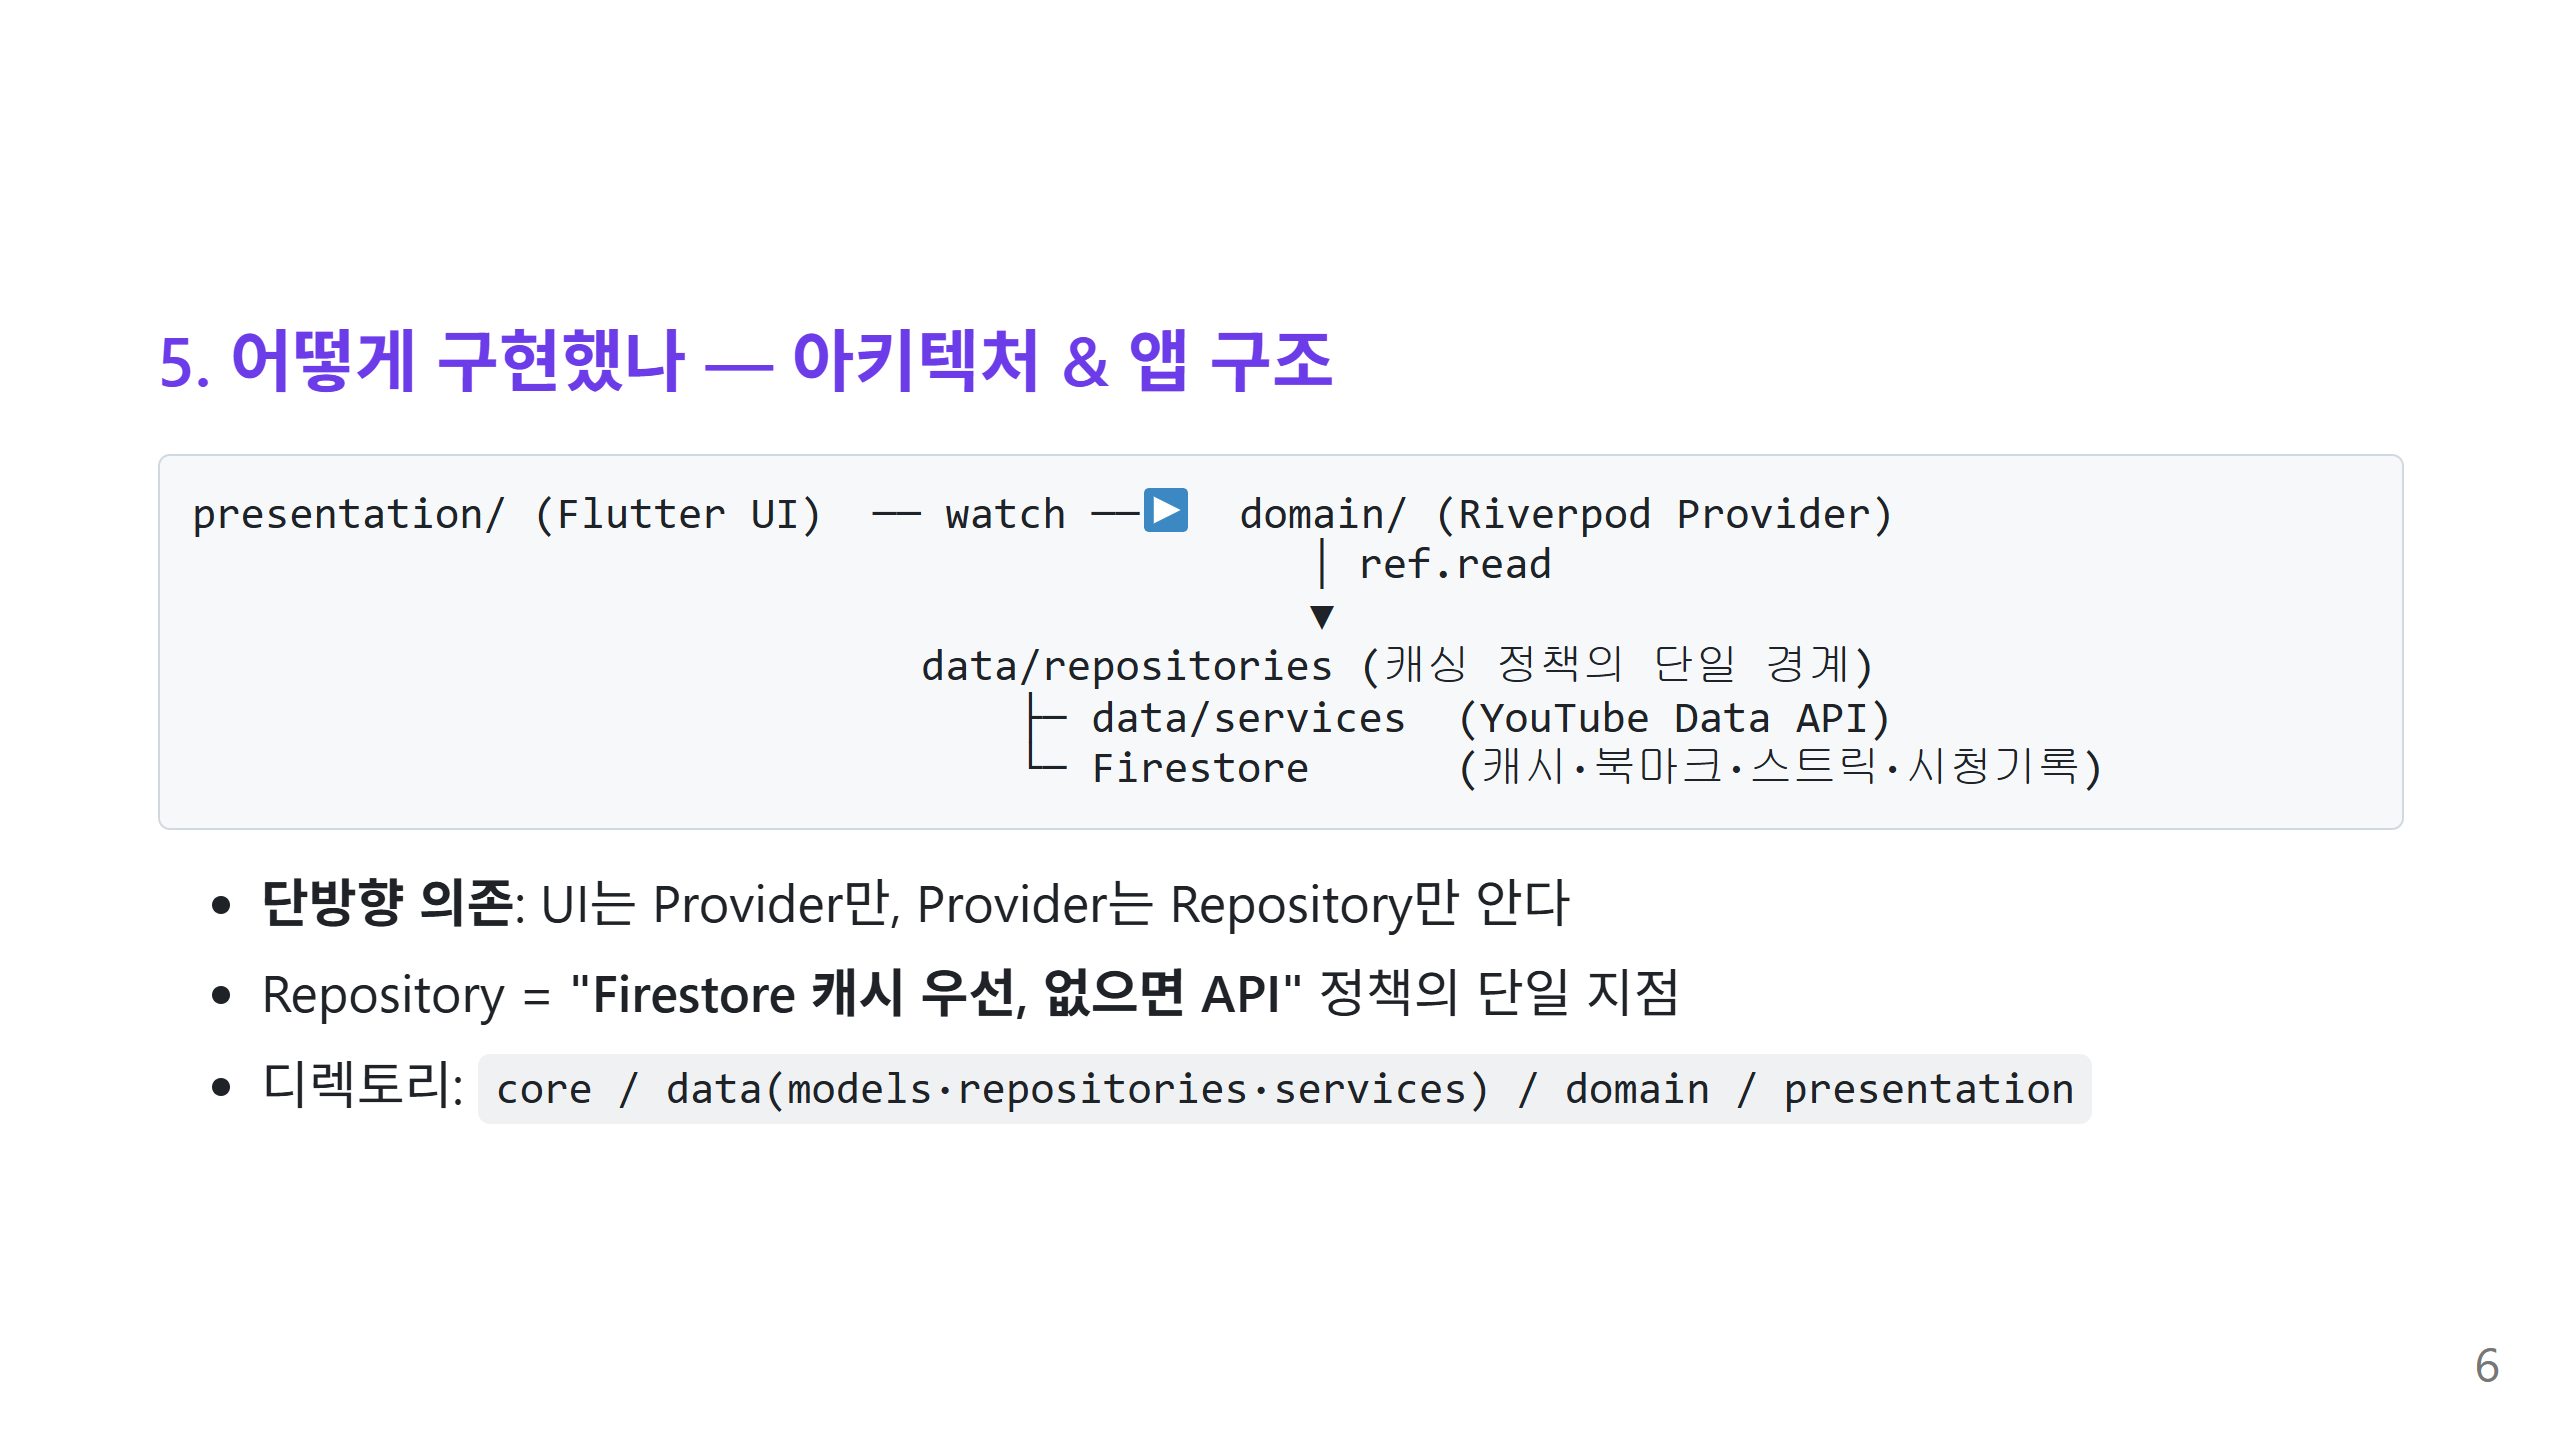 5. 어떻게 구현했나 — 아키텍처 & 앱 구조
presentation/ (Flutter UI)  ── watch ──▶  domain/ (Riverpod Provider)
│ ref.read
▼
data/repositories (캐싱 정책의 단일 경계)
├─ data/services  (YouTube Data API)
└─ Firestore      (캐시·북마크·스트릭·시청기록)
• 단방향 의존: UI는 Provider만, Provider는 Repository만 안다
• Repository = "Firestore 캐시 우선, 없으면 API" 정책의 단일 지점
• 디렉토리: core / data(models·repositories·services) / domain / presentation
6